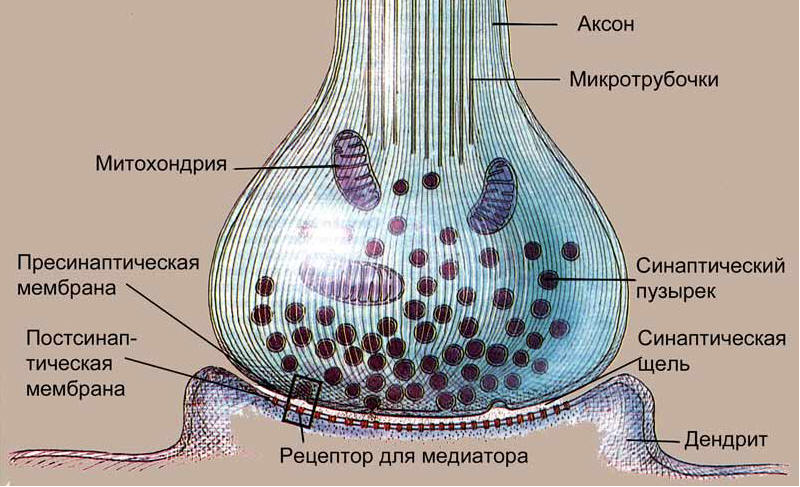 Аксон
Микротрубочки
Митохондрия
Пресинаптическая
мембрана
Синаптический
пузырек
Постсинап-
тическая
мембрана
Синаптическая
щель
Дендрит
Рецептор для медиатора